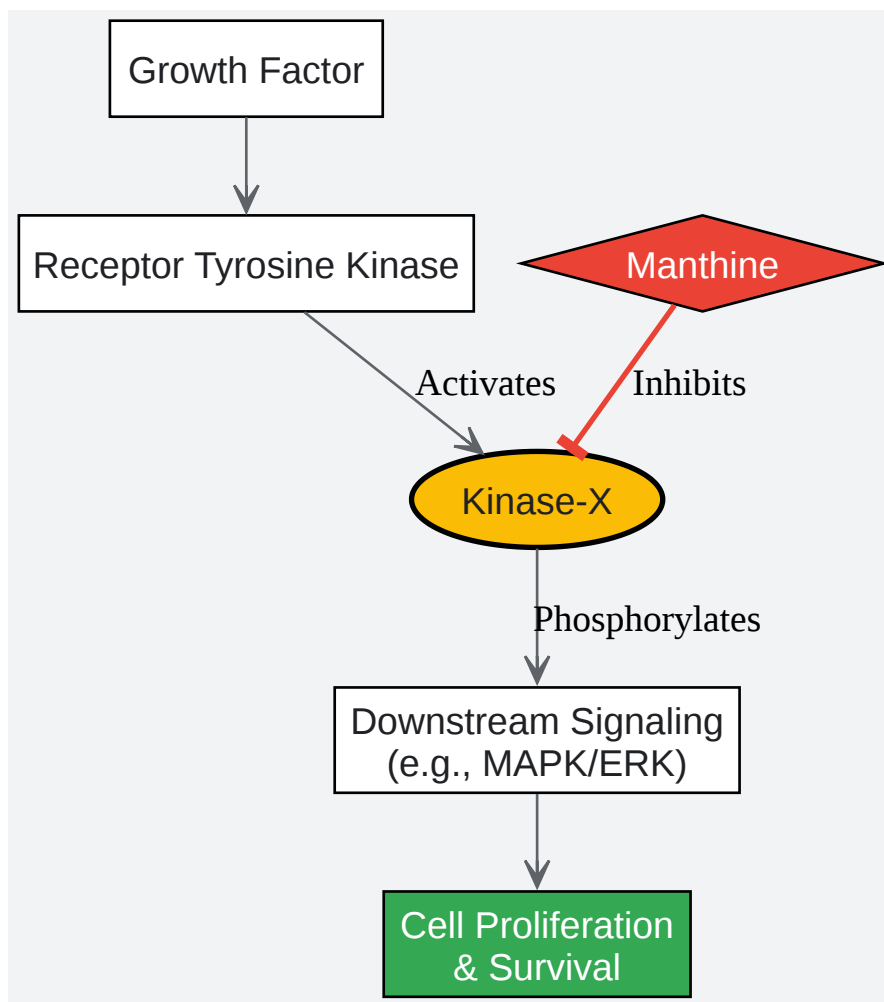 Growth Factor
Receptor Tyrosine Kinase
Manthine
Activates
Inhibits
Kinase-X
Phosphorylates
Downstream Signaling
(e.g., MAPK/ERK)
Cell Proliferation
& Survival